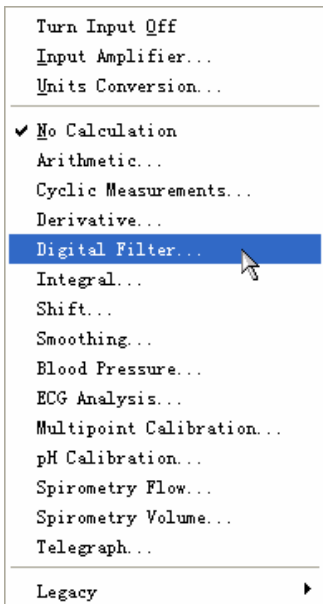 Turn Input Off
Input Amplifier...
Units Conversion...
No Calculation
Arithmetic...
Cyclic Measurements...
Derivative...
Digital Filter...
Integral...
Shift...
Smoothing...
Blood Pressure...
ECG Analysis...
Multipoint Calibration...
pH Calibration...
Spirometry Flow...
Spirometry Volume...
Telegraph...
Legacy